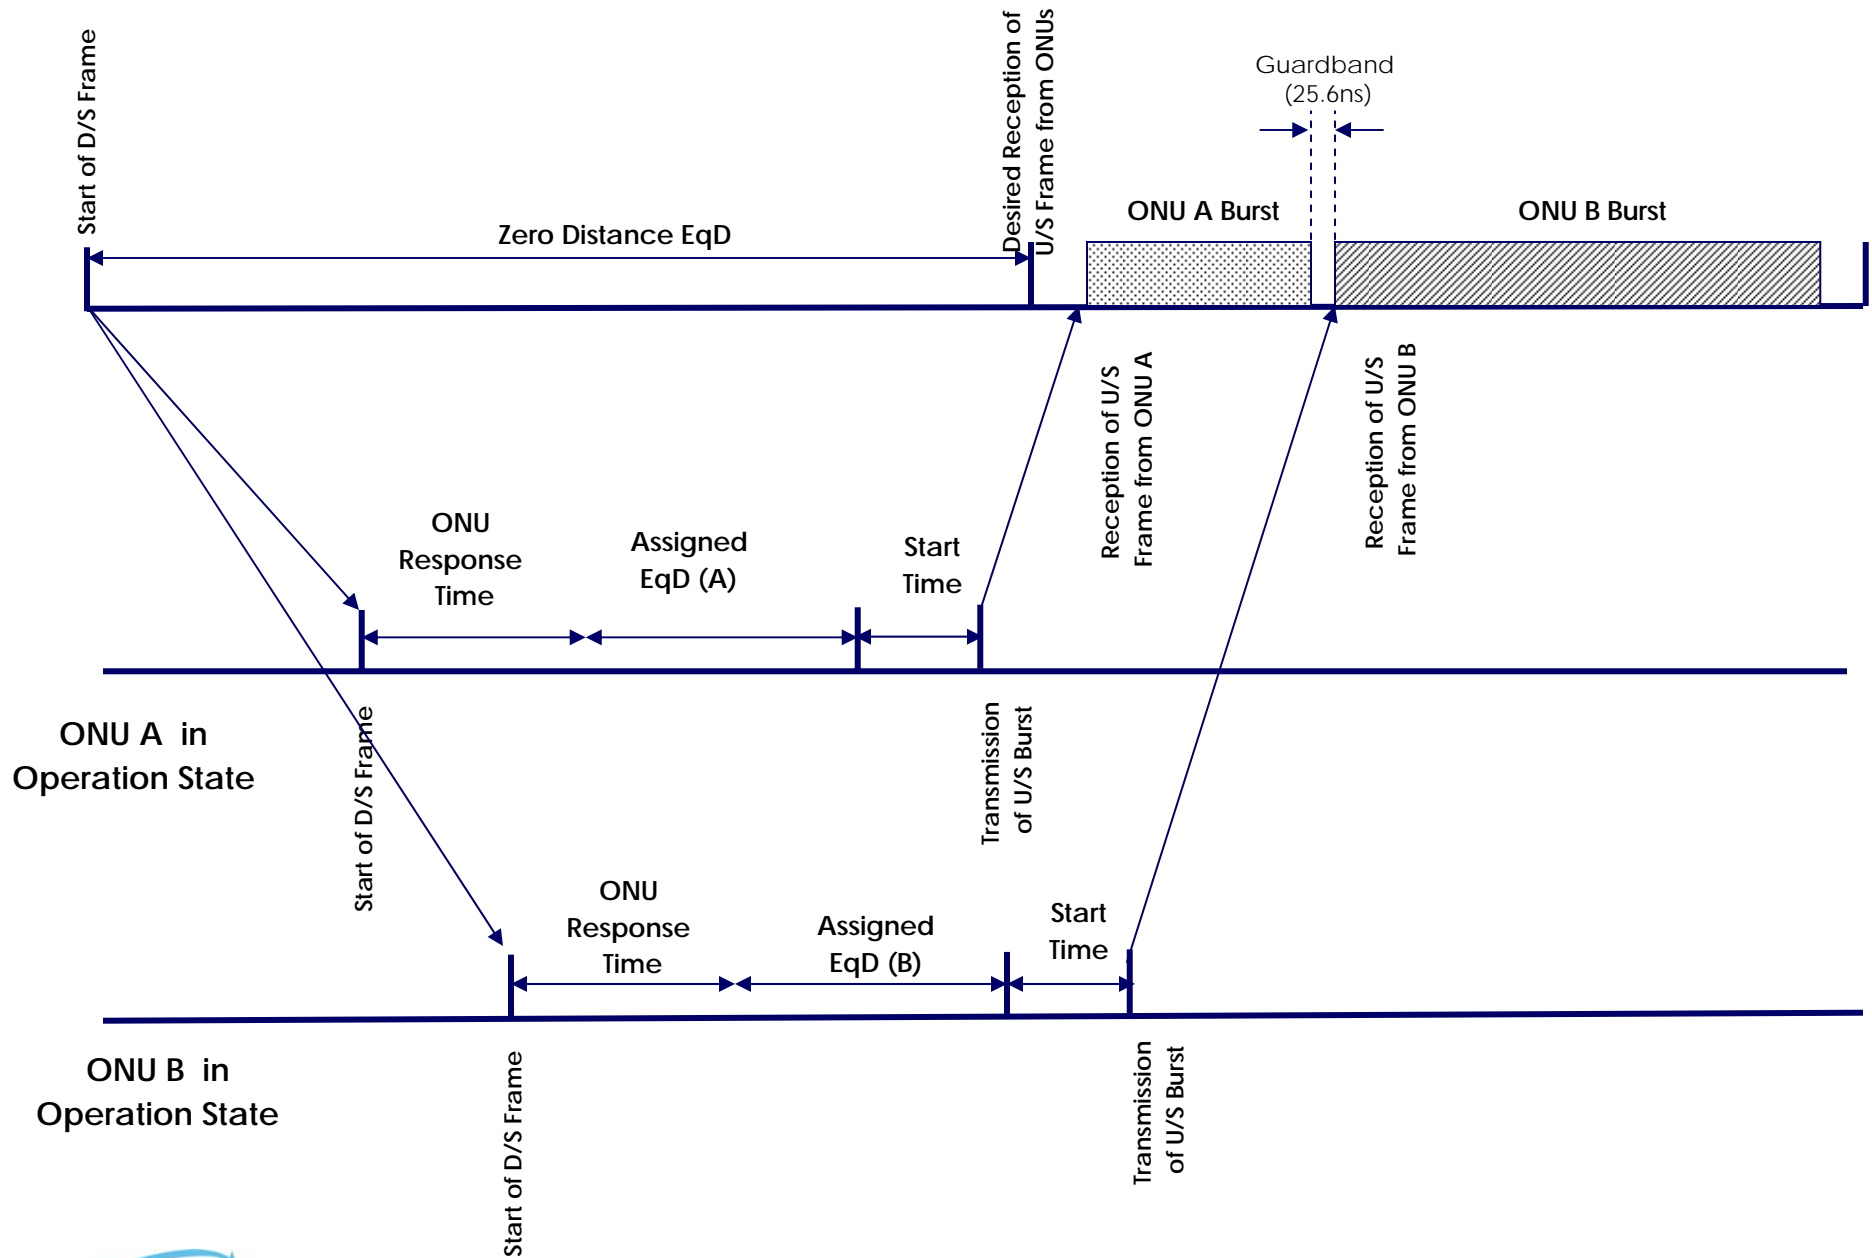 Start of D/S Frame
Zero Distance EqD
Desired Reception of
U/S Frame from ONUs
Guardband
(25.6ns)
ONU A Burst
ONU B Burst
Reception of U/S
Frame from ONU A
Reception of U/S
Frame from ONU B
ONU
Response
Time
Assigned
EqD (A)
Start
Time
ONU A in
Operation State
Start of D/S Frame
Transmission
of U/S Burst
ONU
Response
Time
Assigned
EqD (B)
Start
Time
ONU B in
Operation State
Start of D/S Frame
Transmission
of U/S Burst